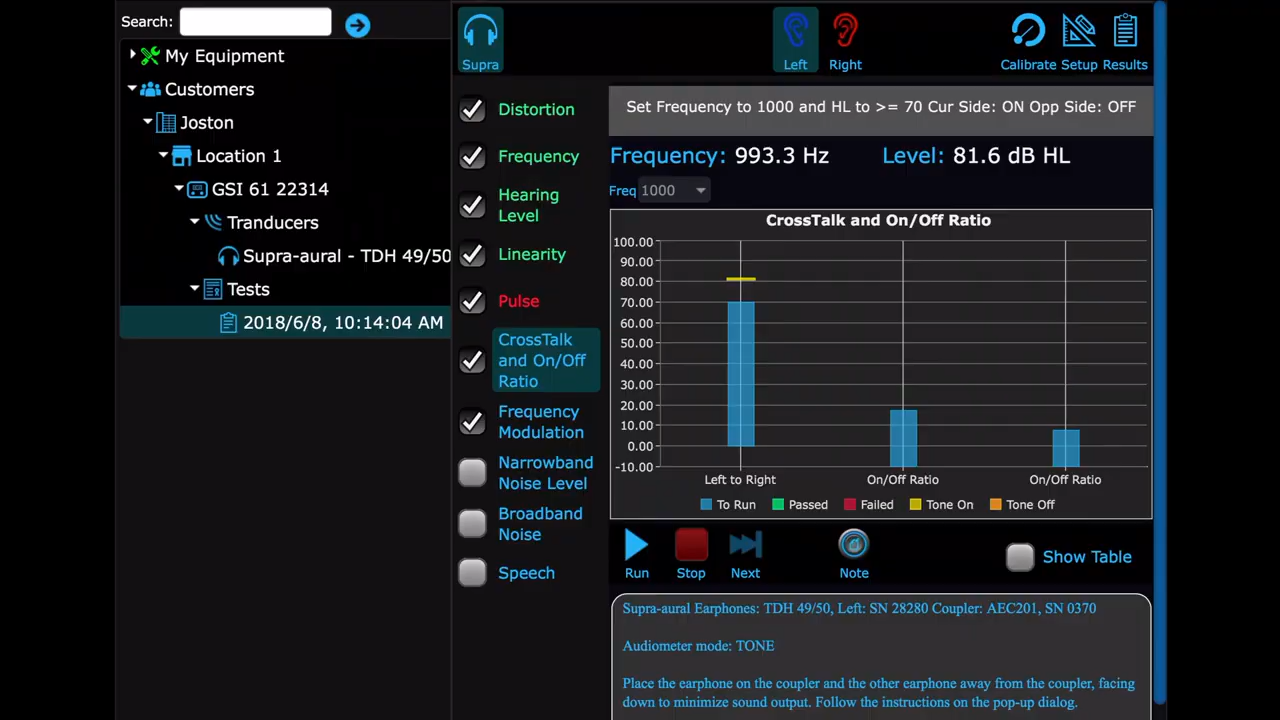 Search:
My Equipment
Customers
Joston
Location 1
GSI 61 22314
Tranducers
Supra-aural - TDH 49/50
Tests
2018/6/8, 10:14:04 AM
Supra
Left
Right
Calibrate
Setup
Results
Distortion
Frequency
Hearing
Level
Linearity
Pulse
CrossTalk
and On/Off
Ratio
Frequency
Modulation
Narrowband
Noise Level
Broadband
Noise
Speech
Set Frequency to 1000 and HL to >= 70 Cur Side: ON Opp Side: OFF
Frequency: 993.3 Hz Level: 81.6 dB HL
Freq 1000
CrossTalk and On/Off Ratio
100.00
90.00
80.00
70.00
60.00
50.00
40.00
30.00
20.00
10.00
0.00
-10.00
Left to Right On/Off Ratio On/Off Ratio
To Run Passed Failed Tone On Tone Off
Run Stop Next Note
Show Table
Supra-aural Earphones: TDH 49/50, Left: SN 28280 Coupler: AEC201, SN 0370
Audiometer mode: TONE
Place the earphone on the coupler and the other earphone away from the coupler, facing
down to minimize sound output. Follow the instructions on the pop-up dialog.